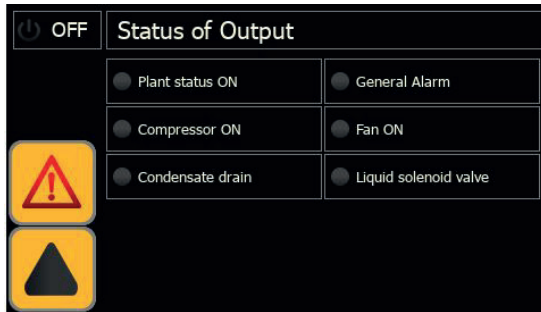 OFF
Status of Output
Plant status ON
General Alarm
Compressor ON
Fan ON
Condensate drain
Liquid solenoid valve